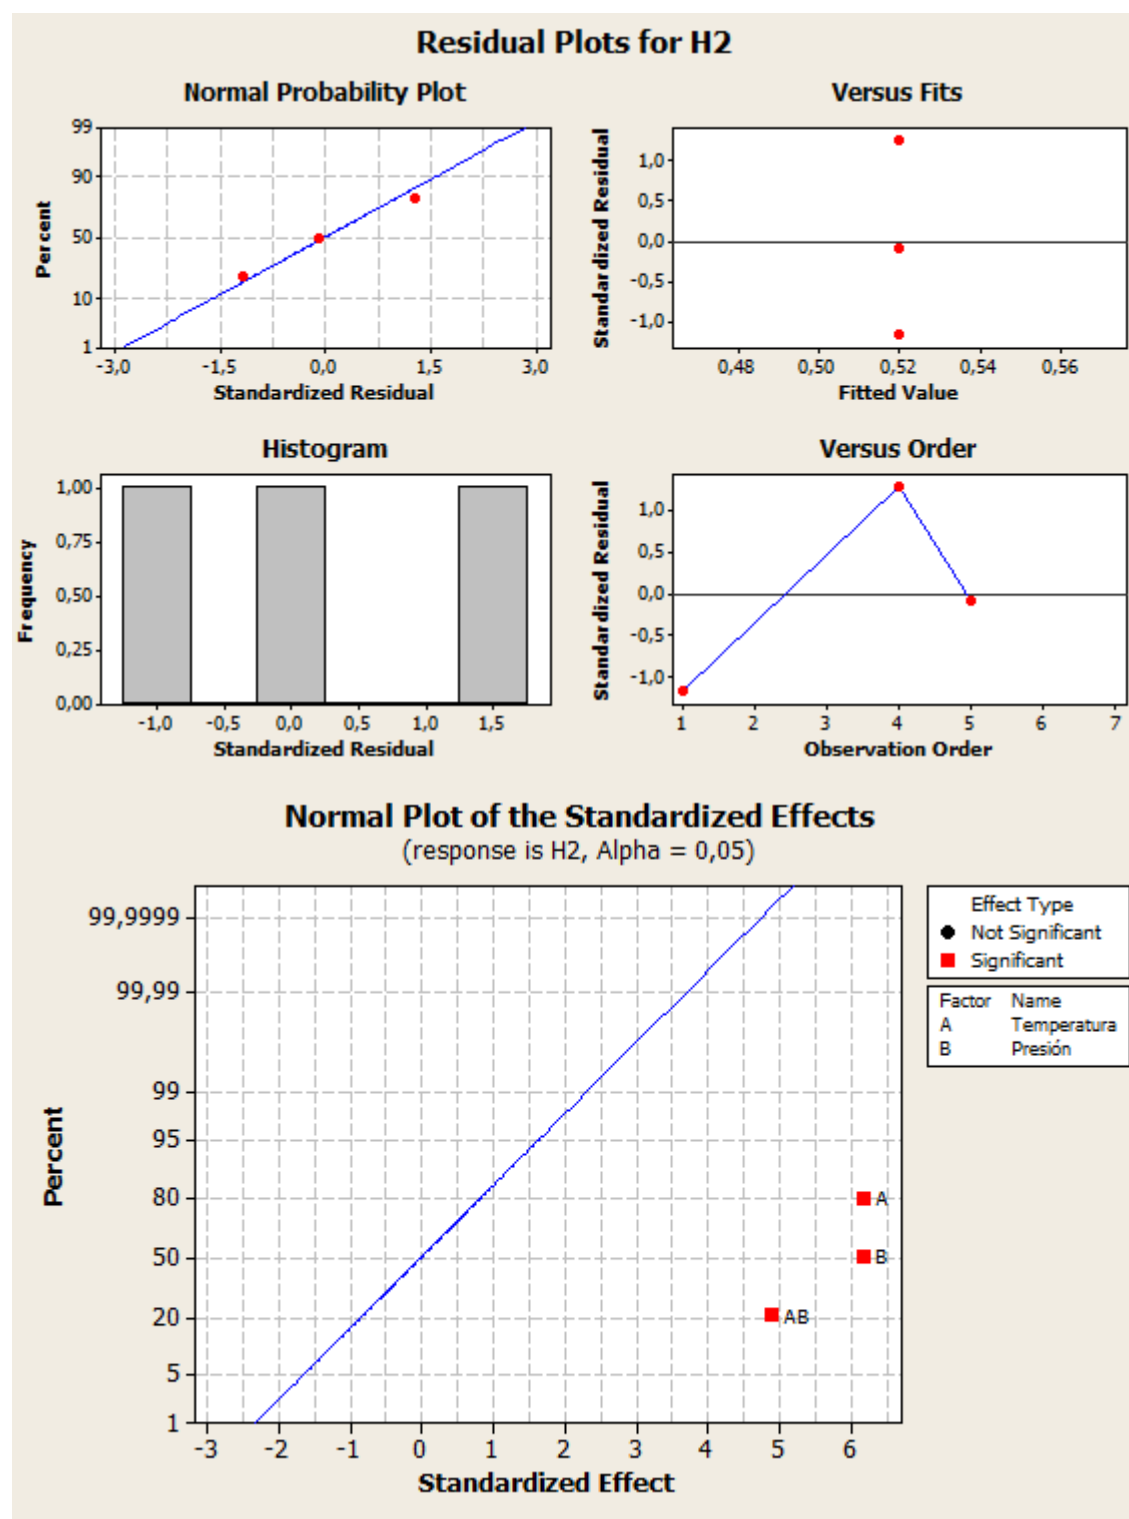 Residual Plots for H2
Normal Probability Plot
Percent
99
90
50
10
1
-3,0 -1,5 0,0 1,5 3,0
Standardized Residual
Versus Fits
Standardized Residual
1,0
0,5
0,0
-0,5
-1,0
0,48 0,50 0,52 0,54 0,56
Fitted Value
Histogram
Frequency
1,00
0,75
0,50
0,25
0,00
-1,0 -0,5 0,0 0,5 1,0 1,5
Standardized Residual
Versus Order
Standardized Residual
1,0
0,5
0,0
-0,5
-1,0
1 2 3 4 5 6 7
Observation Order
Normal Plot of the Standardized Effects
(response is H2, Alpha = 0,05)
Percent
99,9999
99,99
99
95
80
50
20
5
1
A
B
AB
-3 -2 -1 0 1 2 3 4 5 6
Standardized Effect
Effect Type
Not Significant
Significant
Factor Name
A Temperatura
B Presión